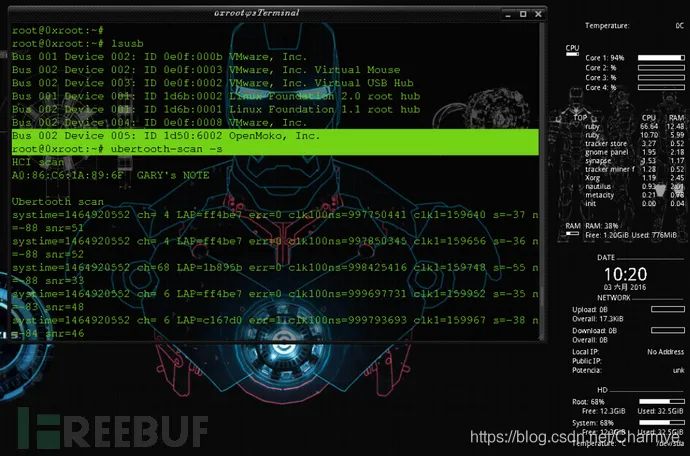 0xroot@sTerminal
root@0xroot:~#
root@0xroot:~# lsusb
Bus 001 Device 002: ID 0e0f:000b VMware, Inc.
Bus 002 Device 002: ID 0e0f:0003 VMware, Inc. Virtual Mouse
Bus 002 Device 003: ID 0e0f:0002 VMware, Inc. Virtual USB Hub
Bus 001 Device 001: ID 1d6b:0002 Linux Foundation 2.0 root hub
Bus 002 Device 001: ID 1d6b:0001 Linux Foundation 1.1 root hub
Bus 002 Device 004: ID 0e0f:0008 VMware, Inc.
Bus 002 Device 005: ID 1d50:6002 OpenMoko, Inc.
root@0xroot:~# ubertooth-scan -s
HCI scan
A0:86:C6:1A:89:6F GARY's NOTE
Ubertooth scan
systime=1464920552 ch= 4 LAP=ff4be7 err=0 clk100ns=997750441 clk1=159640 s=-37 n
=-88 snr=51
systime=1464920552 ch= 4 LAP=ff4be7 err=0 clk100ns=997850345 clk1=159656 s=-36 n
=-88 snr=52
systime=1464920552 ch=68 LAP=1b895b err=0 clk100ns=998425416 clk1=159748 s=-55 n
=-88 snr=33
systime=1464920552 ch= 6 LAP=ff4be7 err=0 clk100ns=999697731 clk1=159952 s=-35 n
=-83 snr=48
systime=1464920552 ch= 6 LAP=c167d0 err=1 clk100ns=999793693 clk1=159967 s=-38 n
=-84 snr=46
Temperature: 0C
CPU
Core 1: 94%
Core 2: %
Core 3: %
Core 4: %
TOP CPU RAM
ruby 66.64 12.48
ruby 10.70 5.99
tracker store 3.27 0.52
gnome panel 1.95 2.18
synapse 1.53 1.17
tracker miner f 1.28 0.52
Xorg 1.19 2.45
nautilus 0.93
metacity 0.21
init 0.00 0.04
RAM
RAM: 38%
Free: 1.20GiB Used: 776MiB
DATE
10:20
03 六月 2016
NETWORK
Upload: 0B
Overall: 17.3KiB
Download: 0B
Overall: 0B
Local IP: No Address
Public IP:
Potencia: unk
HD
Root: 68%
Free: 12.3GiB Used: 32.5GiB
System: 68%
Free: 12.3GiB Used: 32.5GiB
Temperature: °C /dev/sda
FREEBUF
https://blog.csdn.net/Charnve